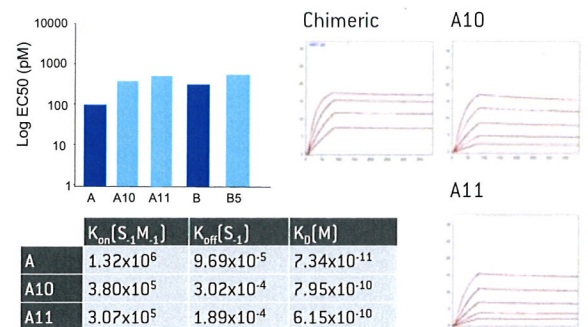 Chimeric
A10
10000
1000
100
10
1
Log EC50 (pM)
A A10 A11 B B5
A11
Kon(S-1M-1) Koff(S-1) KD(M)
A 1.32x10⁶ 9.69x10⁻⁵ 7.34x10⁻¹¹
A10 3.80x10⁵ 3.02x10⁻⁴ 7.95x10⁻¹⁰
A11 3.07x10⁵ 1.89x10⁻⁴ 6.15x10⁻¹⁰